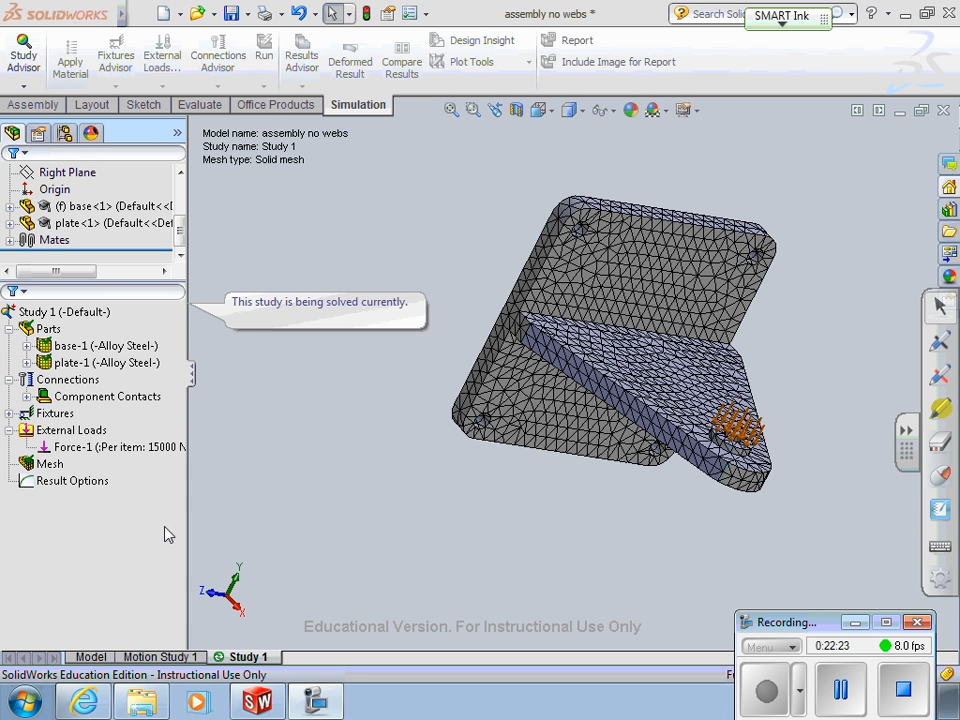 SOLIDWORKS
assembly no webs *
Search Soli
SMART Ink
Study Advisor
Apply Material
Fixtures Advisor
External Loads...
Connections Advisor
Run
Results Advisor
Deformed Result
Compare Results
Design Insight
Plot Tools
Report
Include Image for Report
Assembly
Layout
Sketch
Evaluate
Office Products
Simulation
Model name: assembly no webs
Study name: Study 1
Mesh type: Solid mesh
Right Plane
Origin
(f) base<1> (Default<<D
plate<1> (Default<<Def
Mates
This study is being solved currently.
Study 1 (-Default-)
Parts
base-1 (-Alloy Steel-)
plate-1 (-Alloy Steel-)
Connections
Component Contacts
Fixtures
External Loads
Force-1 (:Per item: 15000 N
Mesh
Result Options
Y
Z
X
Educational Version. For Instructional Use Only
Recording...
Menu
0:22:23
8.0 fps
Model
Motion Study 1
Study 1
SolidWorks Education Edition - Instructional Use Only
Fu
SW